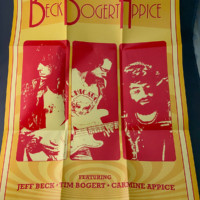 BECK BOGERT APPICE
FEATURING
JEFF BECK • TIM BOGERT • CARMINE APPICE